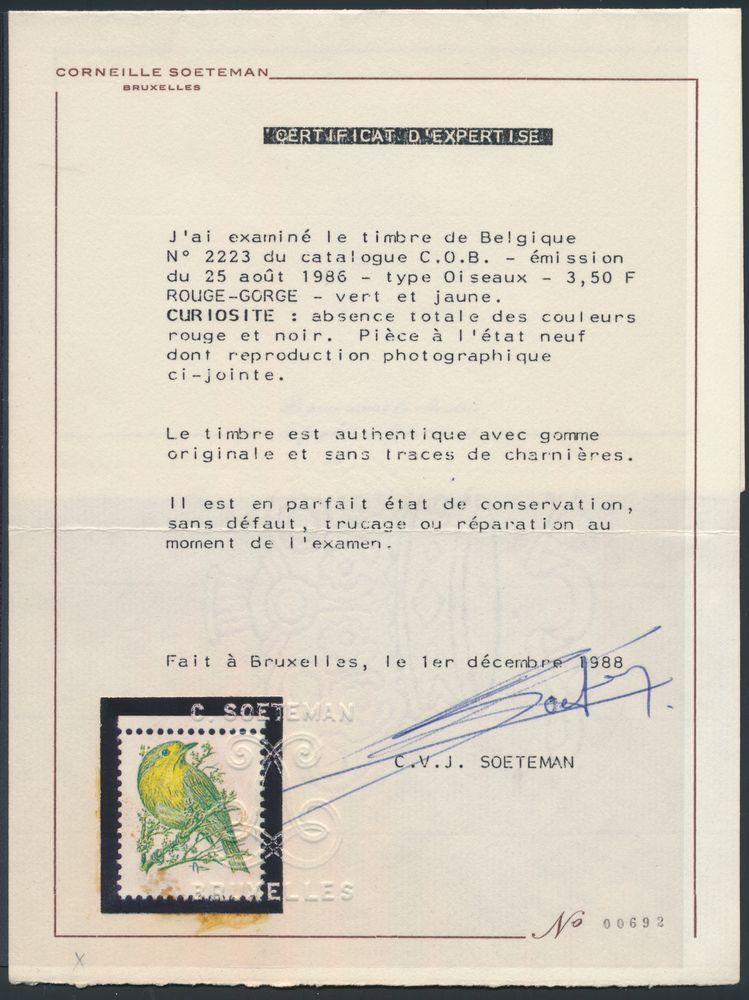 CORNEILLE SOETEMAN
BRUXELLES
CERTIFICAT D'EXPERTISE
J'ai examiné le timbre de Belgique
N° 2223 du catalogue C.O.B. - émission
du 25 août 1986 - type Oiseaux - 3,50 F
ROUGE-GORGE - vert et jaune.
CURIOSITE : absence totale des couleurs
rouge et noir. Pièce à l'état neuf
dont reproduction photographique
ci-jointe.
Le timbre est authentique avec gomme
originale et sans traces de charnières.
Il est en parfait état de conservation,
sans défaut, trucage ou réparation au
moment de l'examen.
Fait à Bruxelles, le 1er décembre 1988
C. SOETEMAN
Soeteman
C.V.J. SOETEMAN
BRUXELLES
No 00692
X